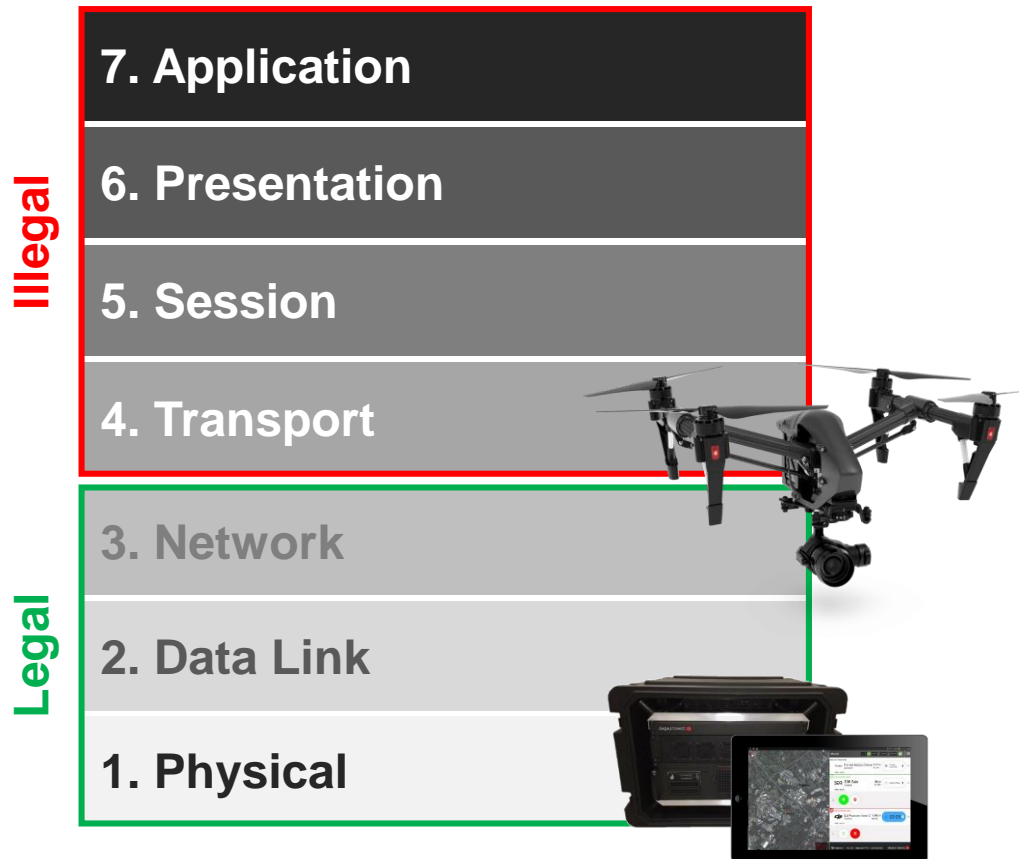 7. Application
6. Presentation
5. Session
4. Transport
3. Network
2. Data Link
1. Physical
Illegal
Legal